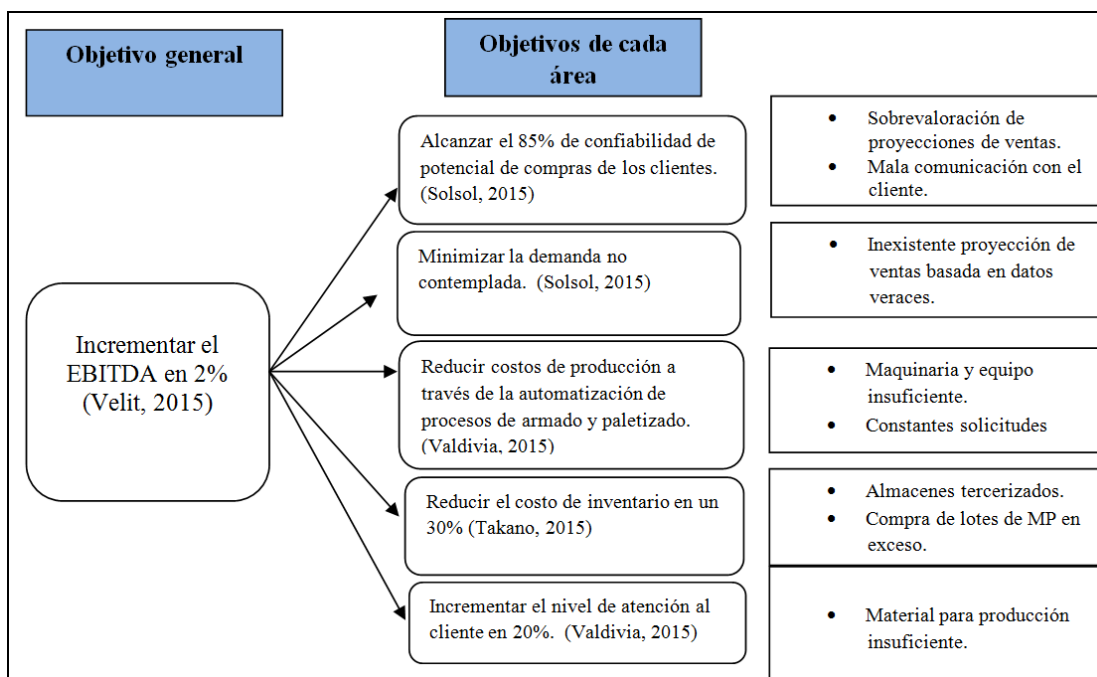 Objetivo general
Objetivos de cada
área
Incrementar el
EBITDA en 2%
(Velit, 2015)
Alcanzar el 85% de confiabilidad de
potencial de compras de los clientes.
(Solsol, 2015)
• Sobrevaloración de
proyecciones de ventas.
• Mala comunicación con el
cliente.
Minimizar la demanda no
contemplada. (Solsol, 2015)
• Inexistente proyección de
ventas basada en datos
veraces.
Reducir costos de producción a
través de la automatización de
procesos de armado y paletizado.
(Valdivia, 2015)
• Maquinaria y equipo
insuficiente.
• Constantes solicitudes
Reducir el costo de inventario en un
30% (Takano, 2015)
• Almacenes tercerizados.
• Compra de lotes de MP en
exceso.
Incrementar el nivel de atención al
cliente en 20%. (Valdivia, 2015)
• Material para producción
insuficiente.